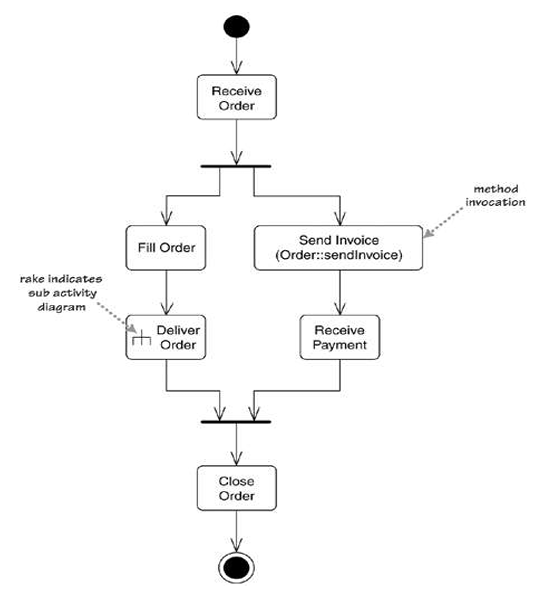 Receive
Order
method
invocation
Fill Order
Send Invoice
(Order::sendInvoice)
rake indicates
sub activity
diagram
Deliver
Order
Receive
Payment
Close
Order